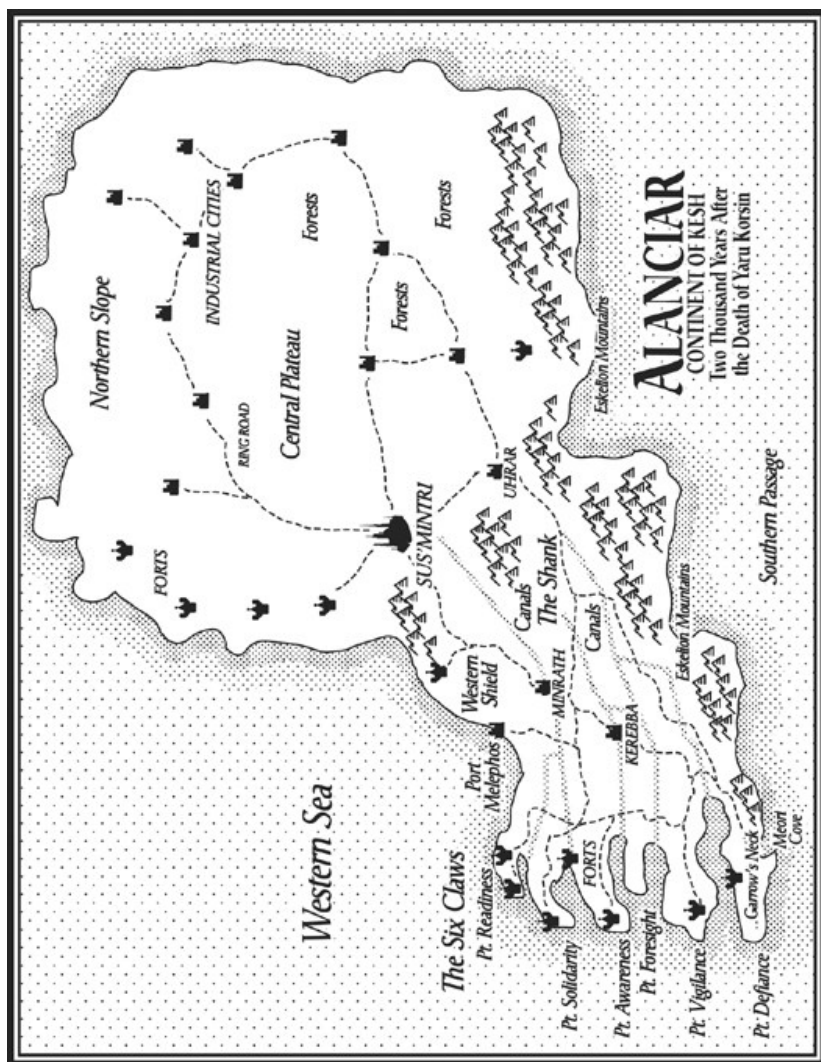 ALANCIAR
CONTINENT OF KESH
Two Thousand Years After
the Death of Yaru Korsin
Western Sea
The Six Claws
Pt. Readiness
Pt. Solidarity
Pt. Awareness
Pt. Foresight
Pt. Vigilance
Pt. Defiance
Port
Melephos
FORTS
Garrow's Neck
Meori
Cove
Western
Shield
MINRATH
KEREBBA
Canals
The Shank
Canals
Eskelion Mountains
Southern Passage
SUS'MINTRI
UHRAR
FORTS
RING ROAD
Northern Slope
Central Plateau
INDUSTRIAL CITIES
Forests
Forests
Forests
Eskelion Mountains